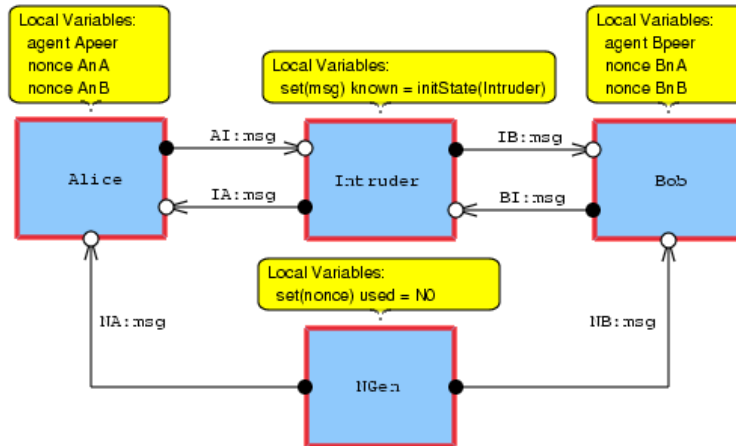 Local Variables:
agent Apeer
nonce AnA
nonce AnB
Local Variables:
set(msg) known = initState(Intruder)
Local Variables:
agent Bpeer
nonce BnA
nonce BnB
Alice
AI:msg
IA:msg
Intruder
IB:msg
BI:msg
Bob
Local Variables:
set(nonce) used = N0
NA:msg
NB:msg
NGen